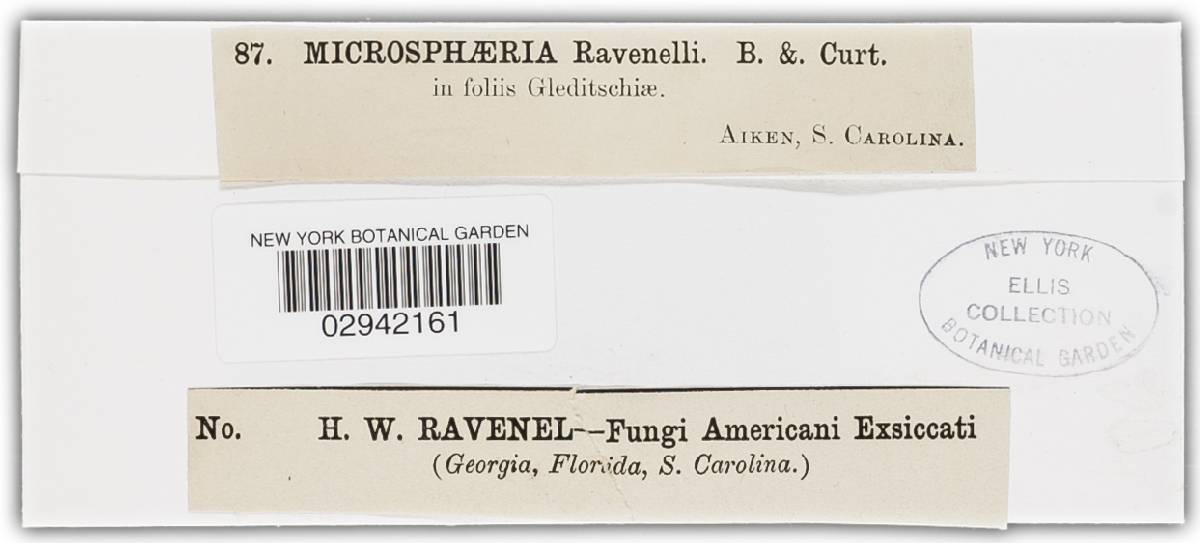 87. MICROSPHÆRIA Ravenelli. B. &. Curt.
in foliis Gleditschiæ.
AIKEN, S. CAROLINA.
NEW YORK BOTANICAL GARDEN
02942161
NEW YORK
ELLIS
COLLECTION
BOTANICAL GARDEN
No. H. W. RAVENEL--Fungi Americani Exsiccati
(Georgia, Florida, S. Carolina.)